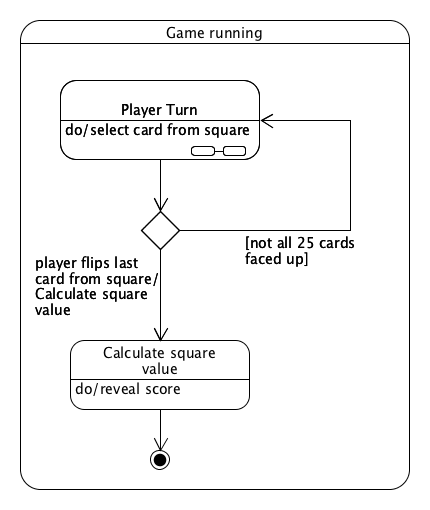 Game running
Player Turn
do/select card from square
[not all 25 cards
faced up]
player flips last
card from square/
Calculate square
value
Calculate square
value
do/reveal score